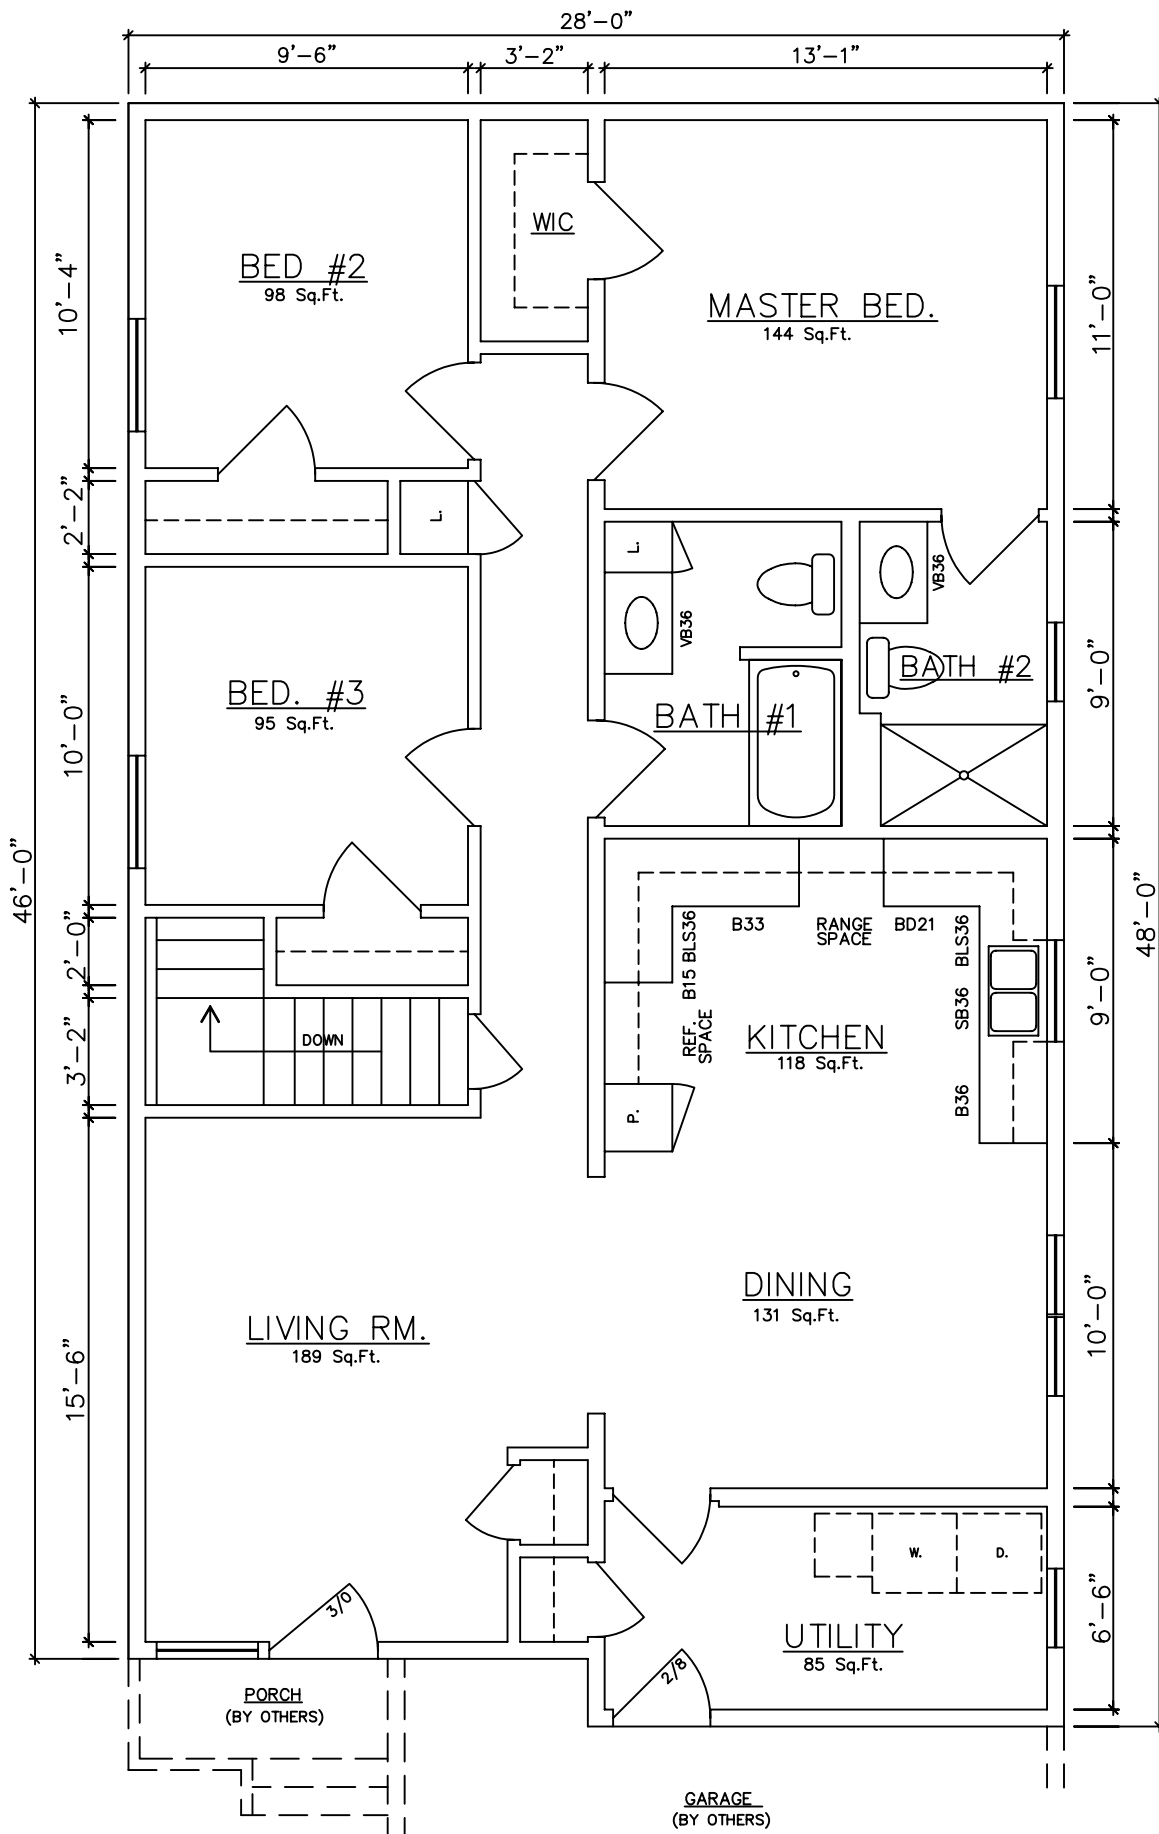 28'-0"
9'-6"
3'-2"
13'-1"
WIC
BED #2
98 Sq.Ft.
MASTER BED.
144 Sq.Ft.
10'-4"
11'-0"
2'-2"
L.
L.
VB36
VB36
BATH #2
9'-0"
BED. #3
95 Sq.Ft.
BATH #1
10'-0"
46'-0"
48'-0"
B33
RANGE
SPACE
BD21
BLS36
B15 BLS36
2'-0"
SB36
9'-0"
REF.
SPACE
KITCHEN
118 Sq.Ft.
DOWN
3'-2"
B36
P.
DINING
131 Sq.Ft.
LIVING RM.
189 Sq.Ft.
10'-0"
15'-6"
W.
D.
3/0
UTILITY
85 Sq.Ft.
6'-6"
2/8
PORCH
(BY OTHERS)
GARAGE
(BY OTHERS)